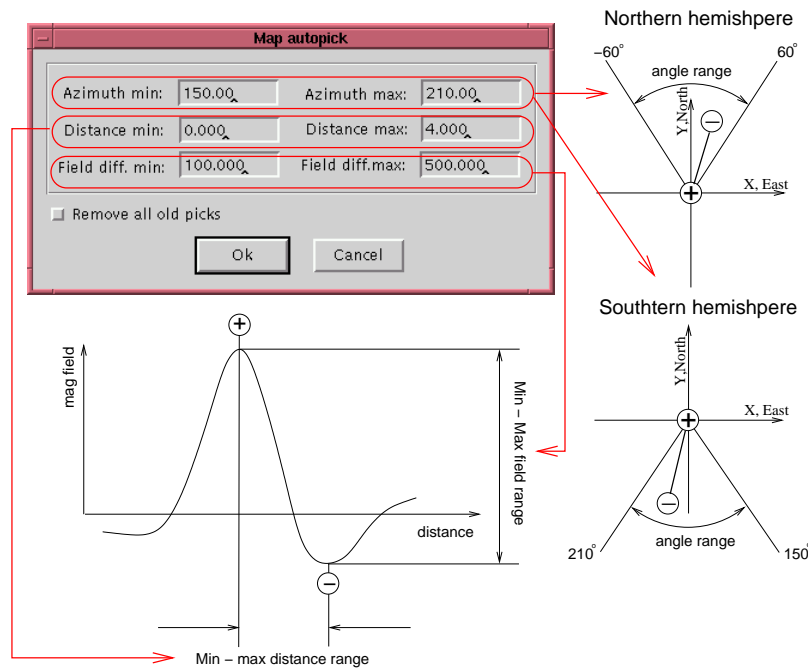 Map autopick
Azimuth min: 150.00 Azimuth max: 210.00
Distance min: 0.000 Distance max: 4.000
Field diff. min: 100.000 Field diff.max: 500.000
Remove all old picks
Ok Cancel
Northern hemishpere
−60° 60°
angle range
Y,North
−
+
X, East
Southtern hemishpere
Y,North
X, East
+
−
210° angle range 150°
+
mag field
Min − Max field range
distance
−
Min − max distance range